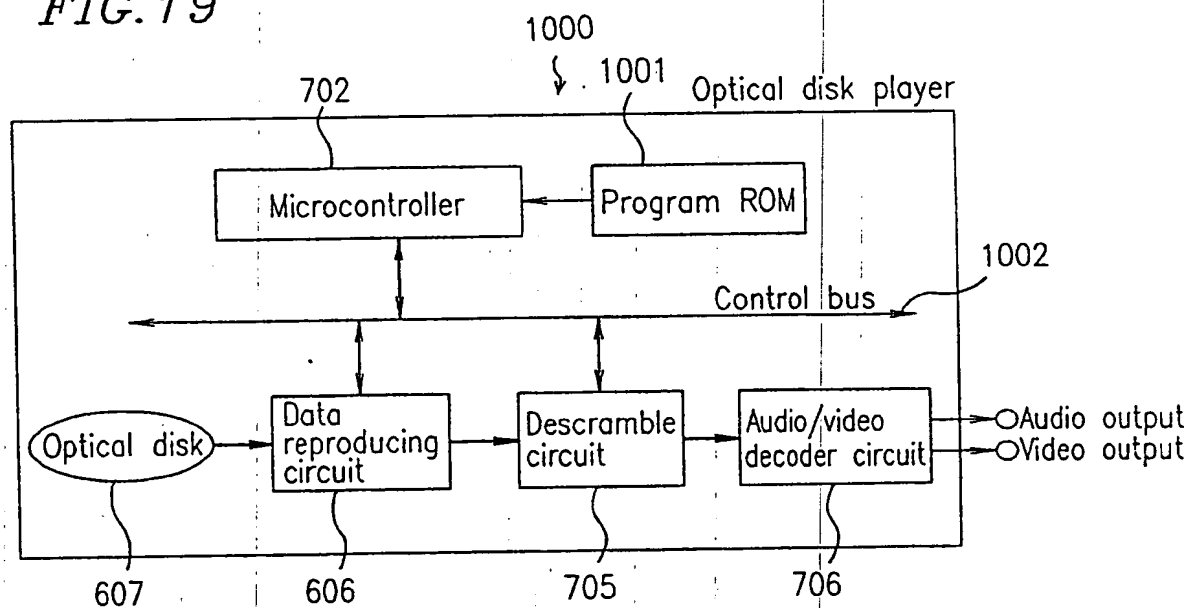 FIG. 19
1000
702
1001
Optical disk player
Microcontroller
Program ROM
1002
Control bus
Optical disk
Data
reproducing
circuit
Descramble
circuit
Audio/video
decoder circuit
Audio output
Video output
607
606
705
706